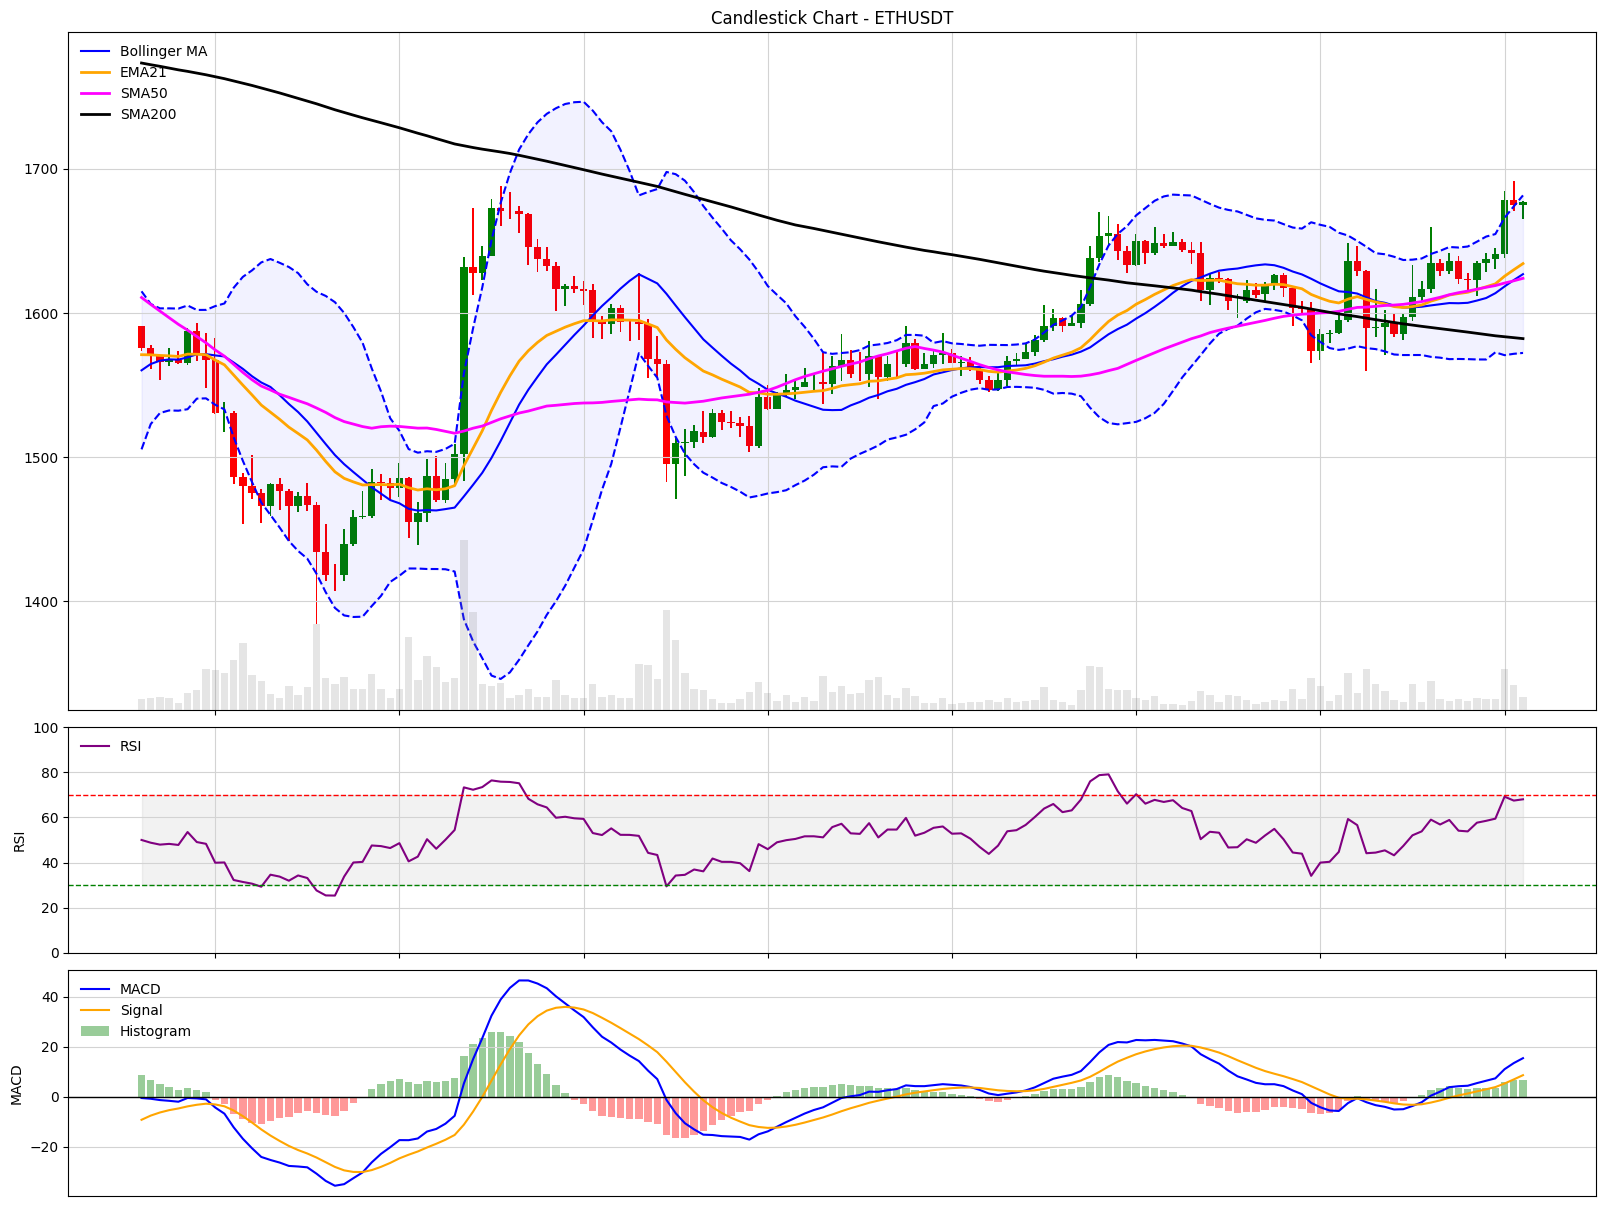 Candlestick Chart - ETHUSDT
Bollinger MA
EMA21
SMA50
SMA200
1700
1600
1500
1400
RSI
100
80
60
40
20
0
RSI
MACD
Signal
Histogram
40
20
0
−20
MACD